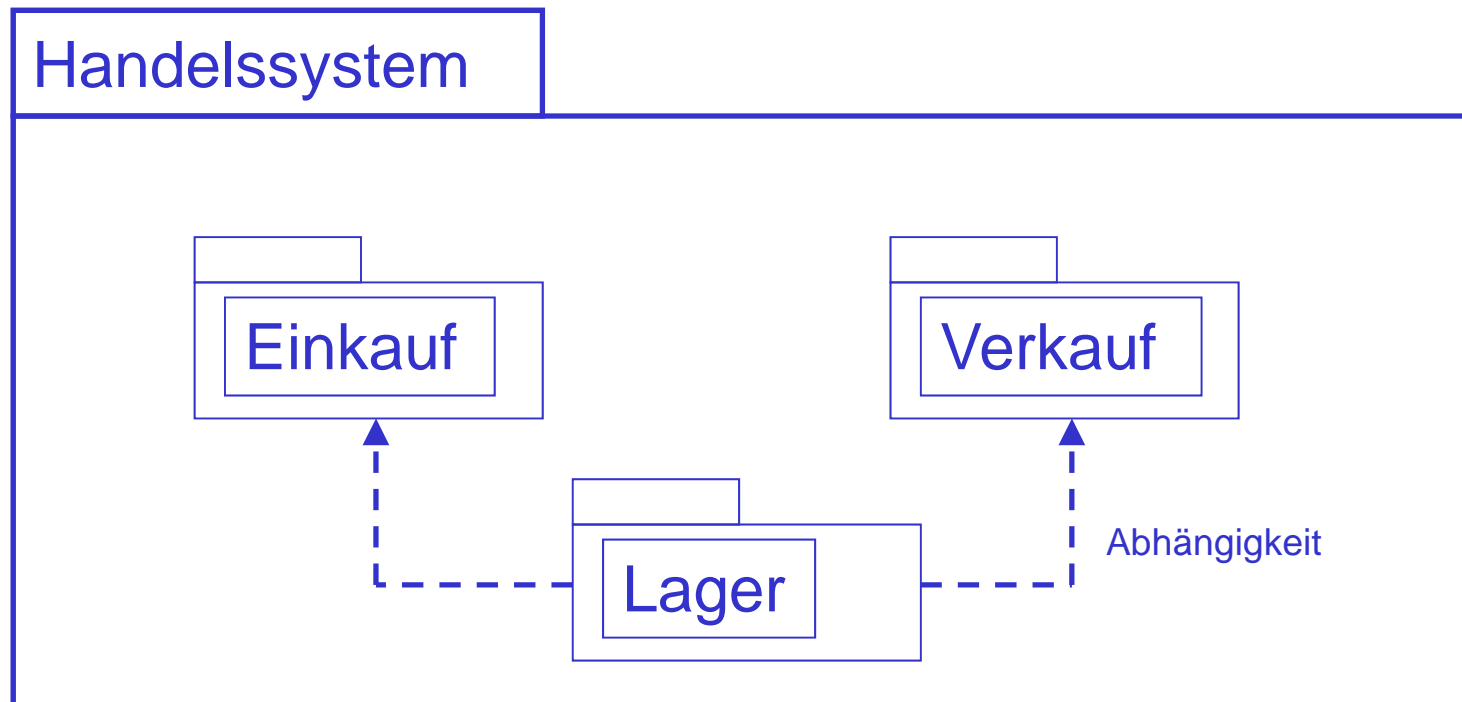 Handelssystem
Einkauf
Verkauf
Abhängigkeit
Lager